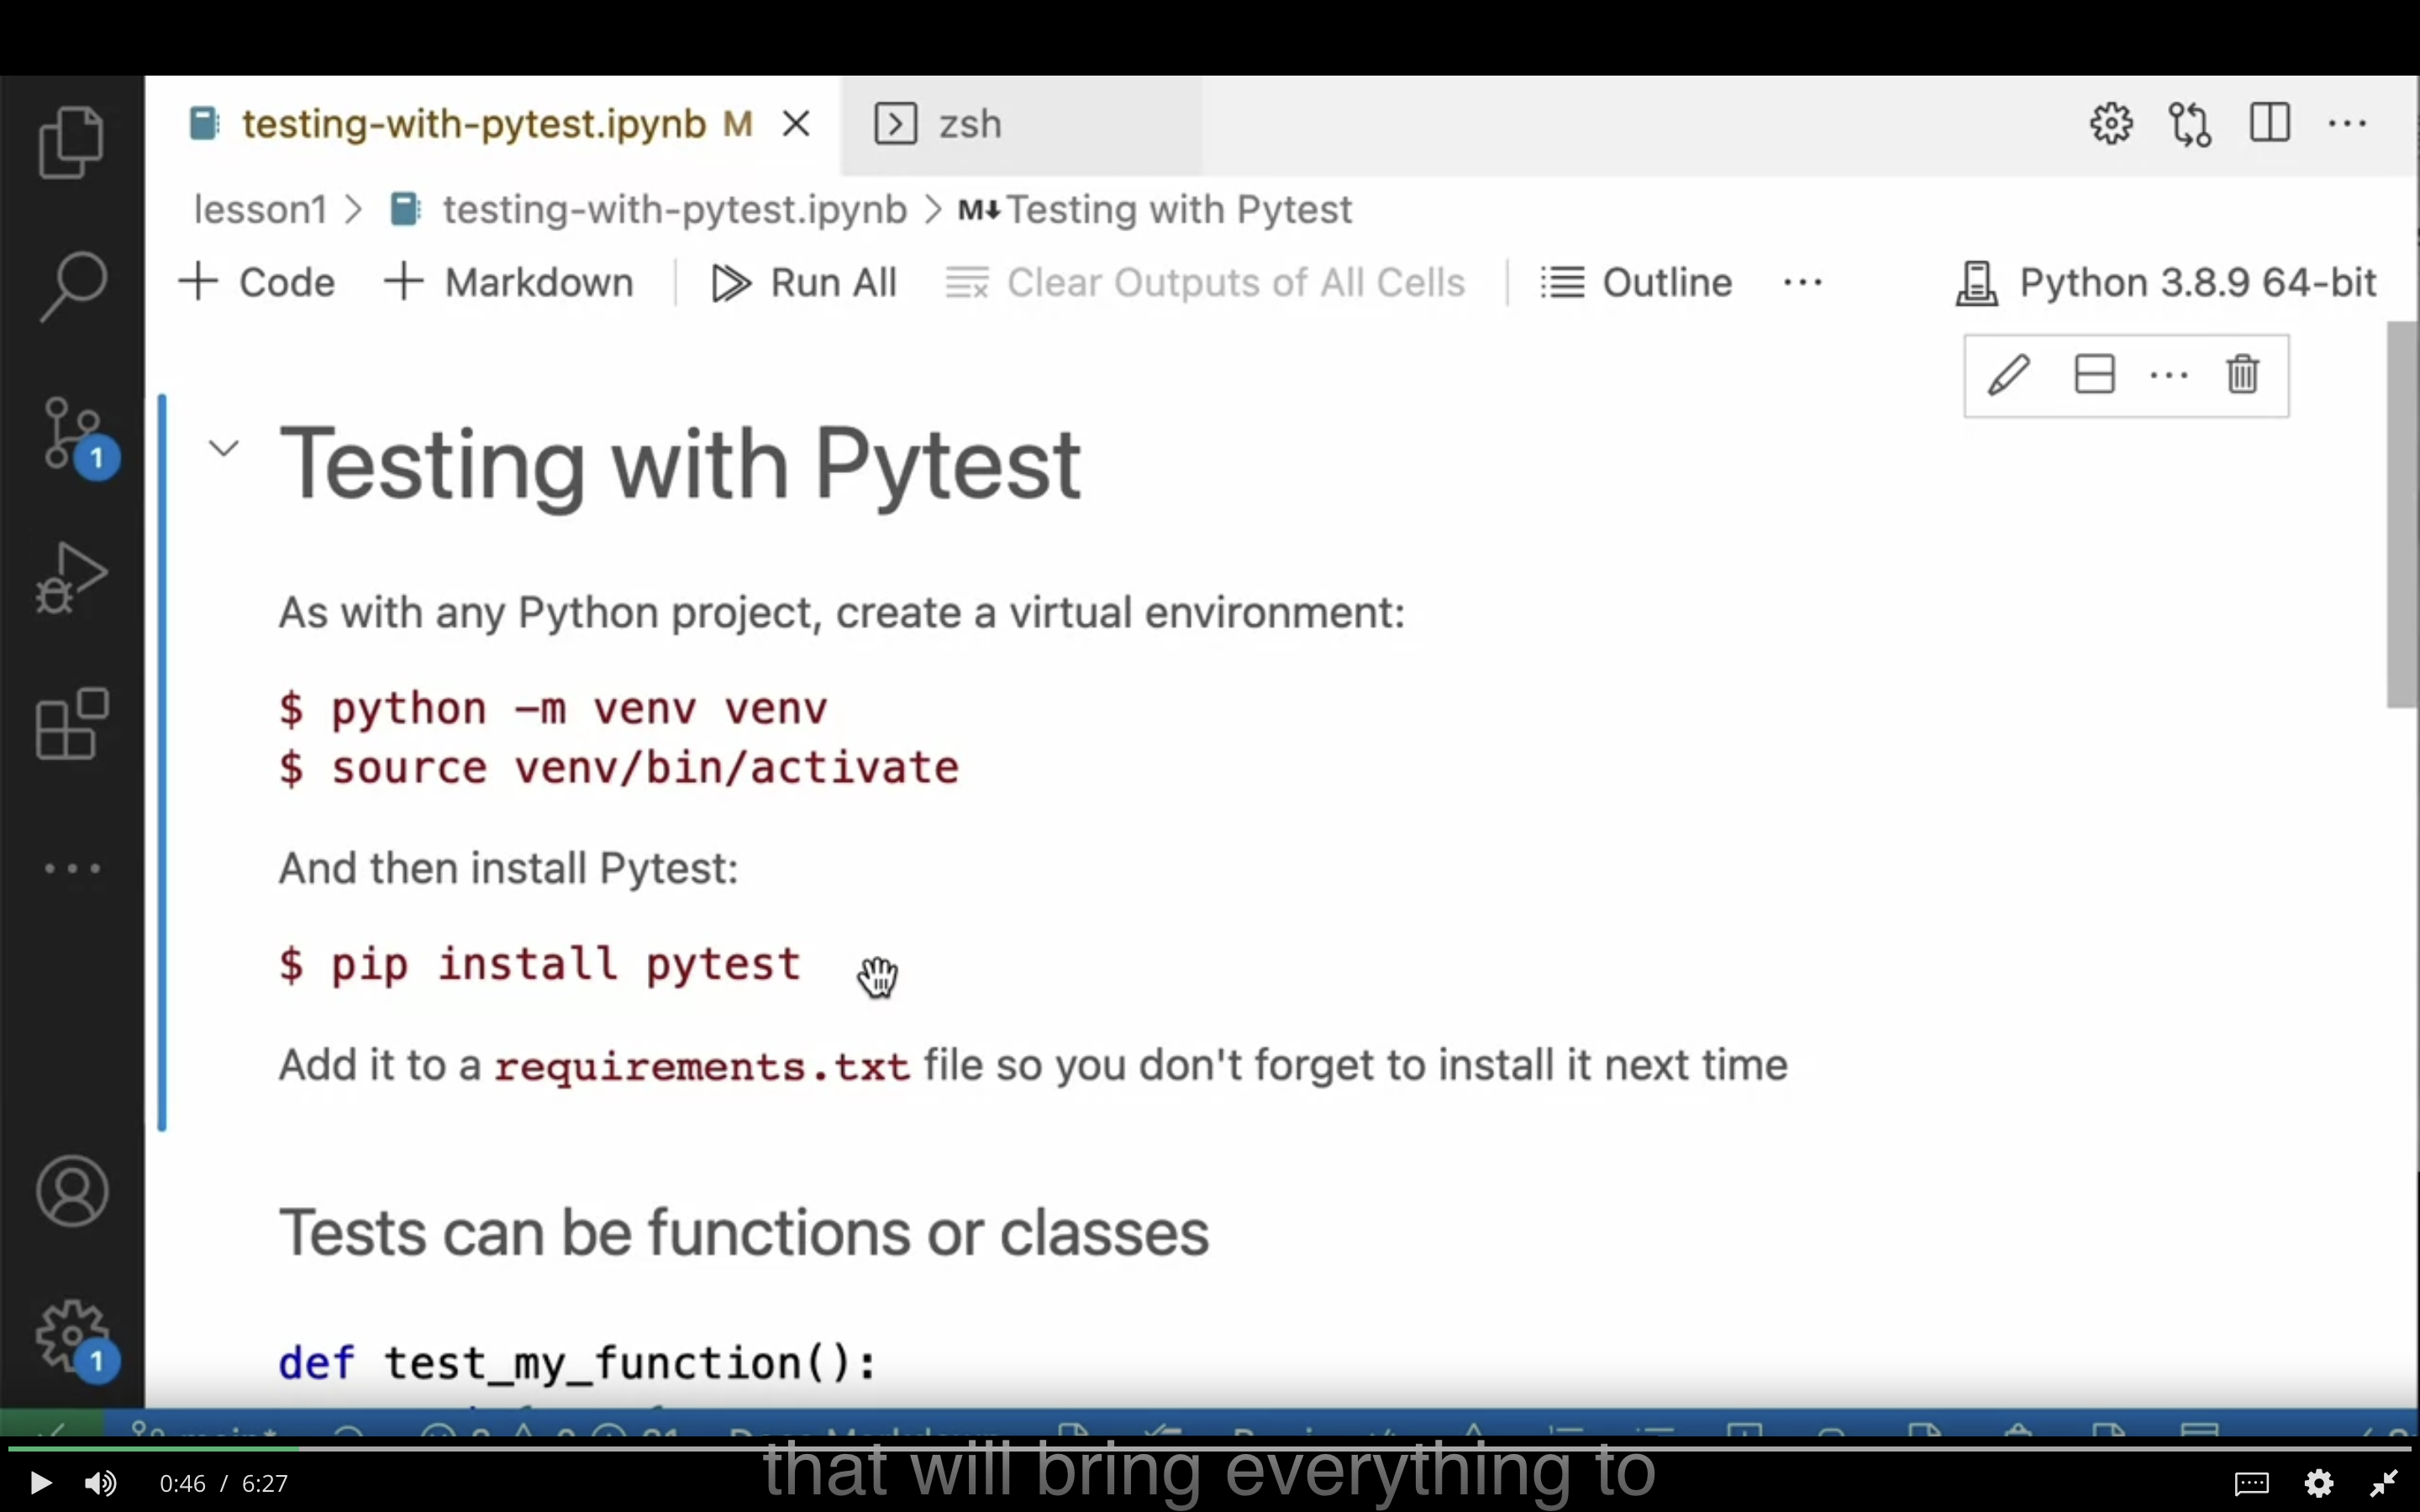 testing-with-pytest.ipynb M
zsh
lesson1 > testing-with-pytest.ipynb > M↓ Testing with Pytest
+ Code + Markdown Run All Clear Outputs of All Cells Outline ... Python 3.8.9 64-bit
Testing with Pytest
1
As with any Python project, create a virtual environment:
$ python -m venv venv
$ source venv/bin/activate
And then install Pytest:
$ pip install pytest
Add it to a requirements.txt file so you don't forget to install it next time
Tests can be functions or classes
def test_my_function():
1
that will bring everything to
0:46 / 6:27